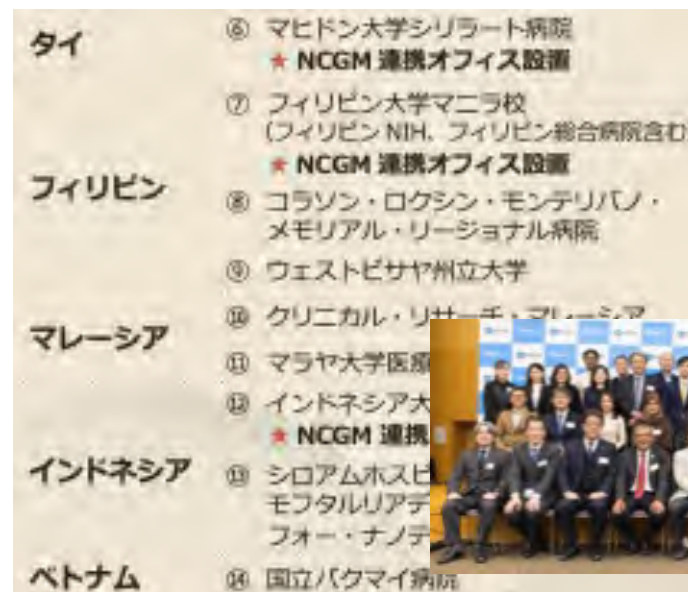 タイ
⑥ マヒドン大学シリラート病院
★ NCGM 連携オフィス設置
フィリピン
⑦ フィリピン大学マニラ校
(フィリピン NIH、フィリピン総合病院含む
★ NCGM 連携オフィス設置
⑧ コラソン・ロクシン・モンテリバノ・
メモリアル・リージョナル病院
⑨ ウェストビサヤ州立大学
マレーシア
⑩ クリニカル・リサーチ・マレーシア
⑪ マラヤ大学医療
インドネシア
⑫ インドネシア大
★ NCGM 連携
⑬ シロアムホスピ
モフタルリアデ
フォー・ナノテ
ベトナム
⑭ 国立バクマイ病院